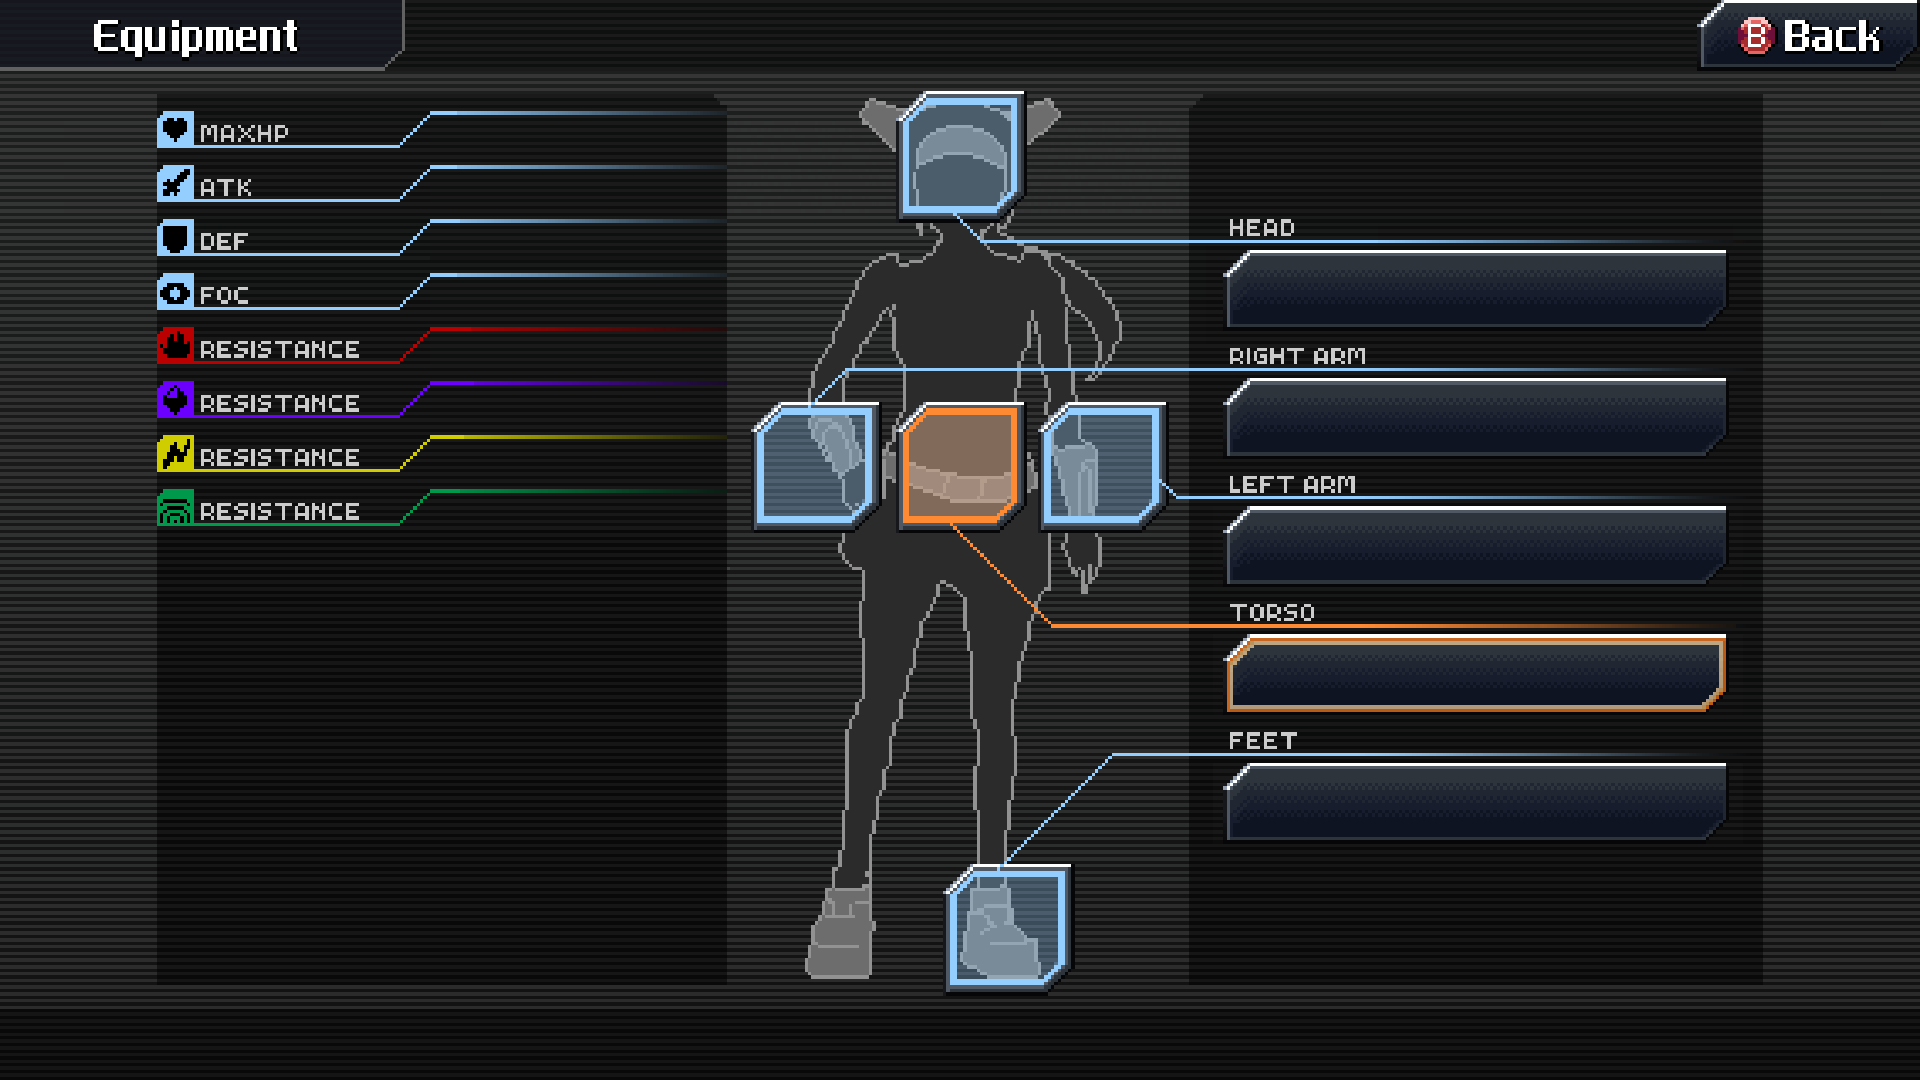 Equipment
B Back
MAXHP
ATK
DEF
FOC
RESISTANCE
RESISTANCE
RESISTANCE
RESISTANCE
HEAD
RIGHT ARM
LEFT ARM
TORSO
FEET